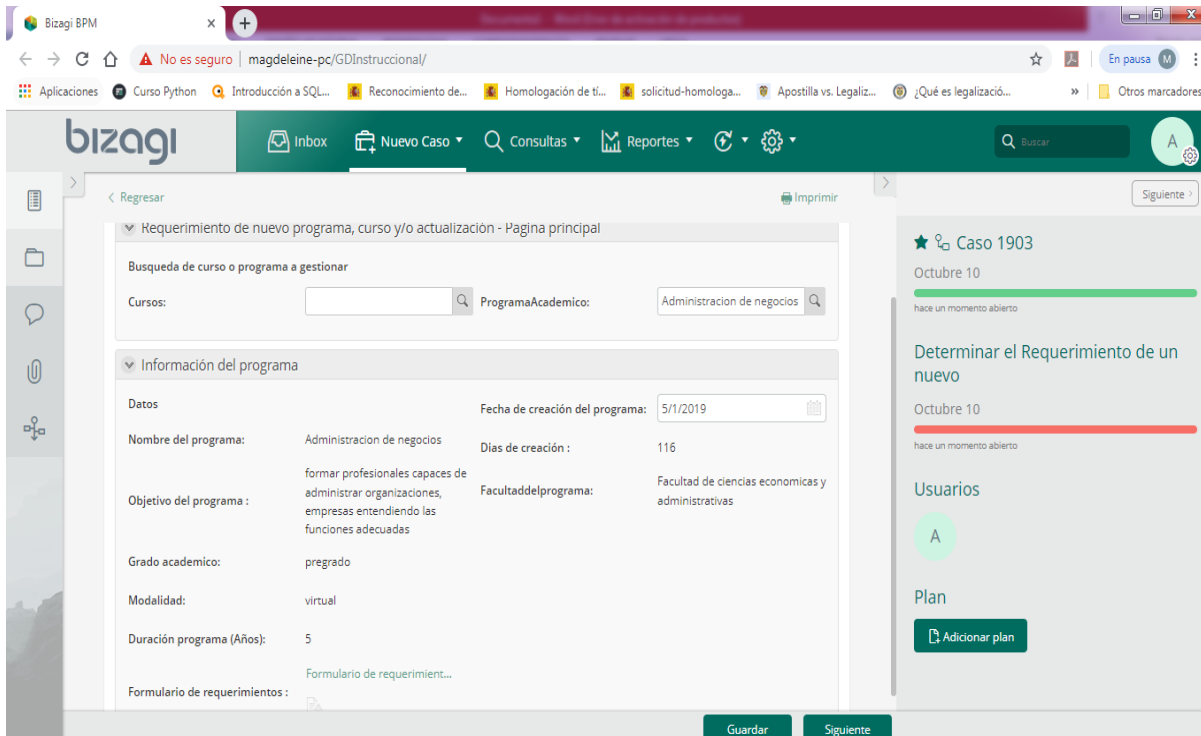 Bizagi BPM
Documento1 - Word (Error de activación de productos)
No es seguro | magdeleine-pc/GDInstruccional/
En pausa M
Aplicaciones Curso Python Introducción a SQL... Reconocimiento de... Homologación de tí... solicitud-homologa... Apostilla vs. Legaliz... ¿Qué es legalizació... » Otros marcadores
bizagi Inbox Nuevo Caso Consultas Reportes Buscar A
< Regresar Imprimir Siguiente >
Requerimiento de nuevo programa, curso y/o actualización - Pagina principal
Busqueda de curso o programa a gestionar
Cursos: ProgramaAcademico: Administracion de negocios
Información del programa
Datos Fecha de creación del programa: 5/1/2019
Nombre del programa: Administracion de negocios Dias de creación : 116
Objetivo del programa : formar profesionales capaces de
administrar organizaciones,
empresas entendiendo las
funciones adecuadas
Facultaddelprograma: Facultad de ciencias economicas y
administrativas
Grado academico: pregrado
Modalidad: virtual
Duración programa (Años): 5
Formulario de requerimientos : Formulario de requerimient...
Guardar Siguiente
Caso 1903
Octubre 10
hace un momento abierto
Determinar el Requerimiento de un
nuevo
Octubre 10
hace un momento abierto
Usuarios
A
Plan
Adicionar plan